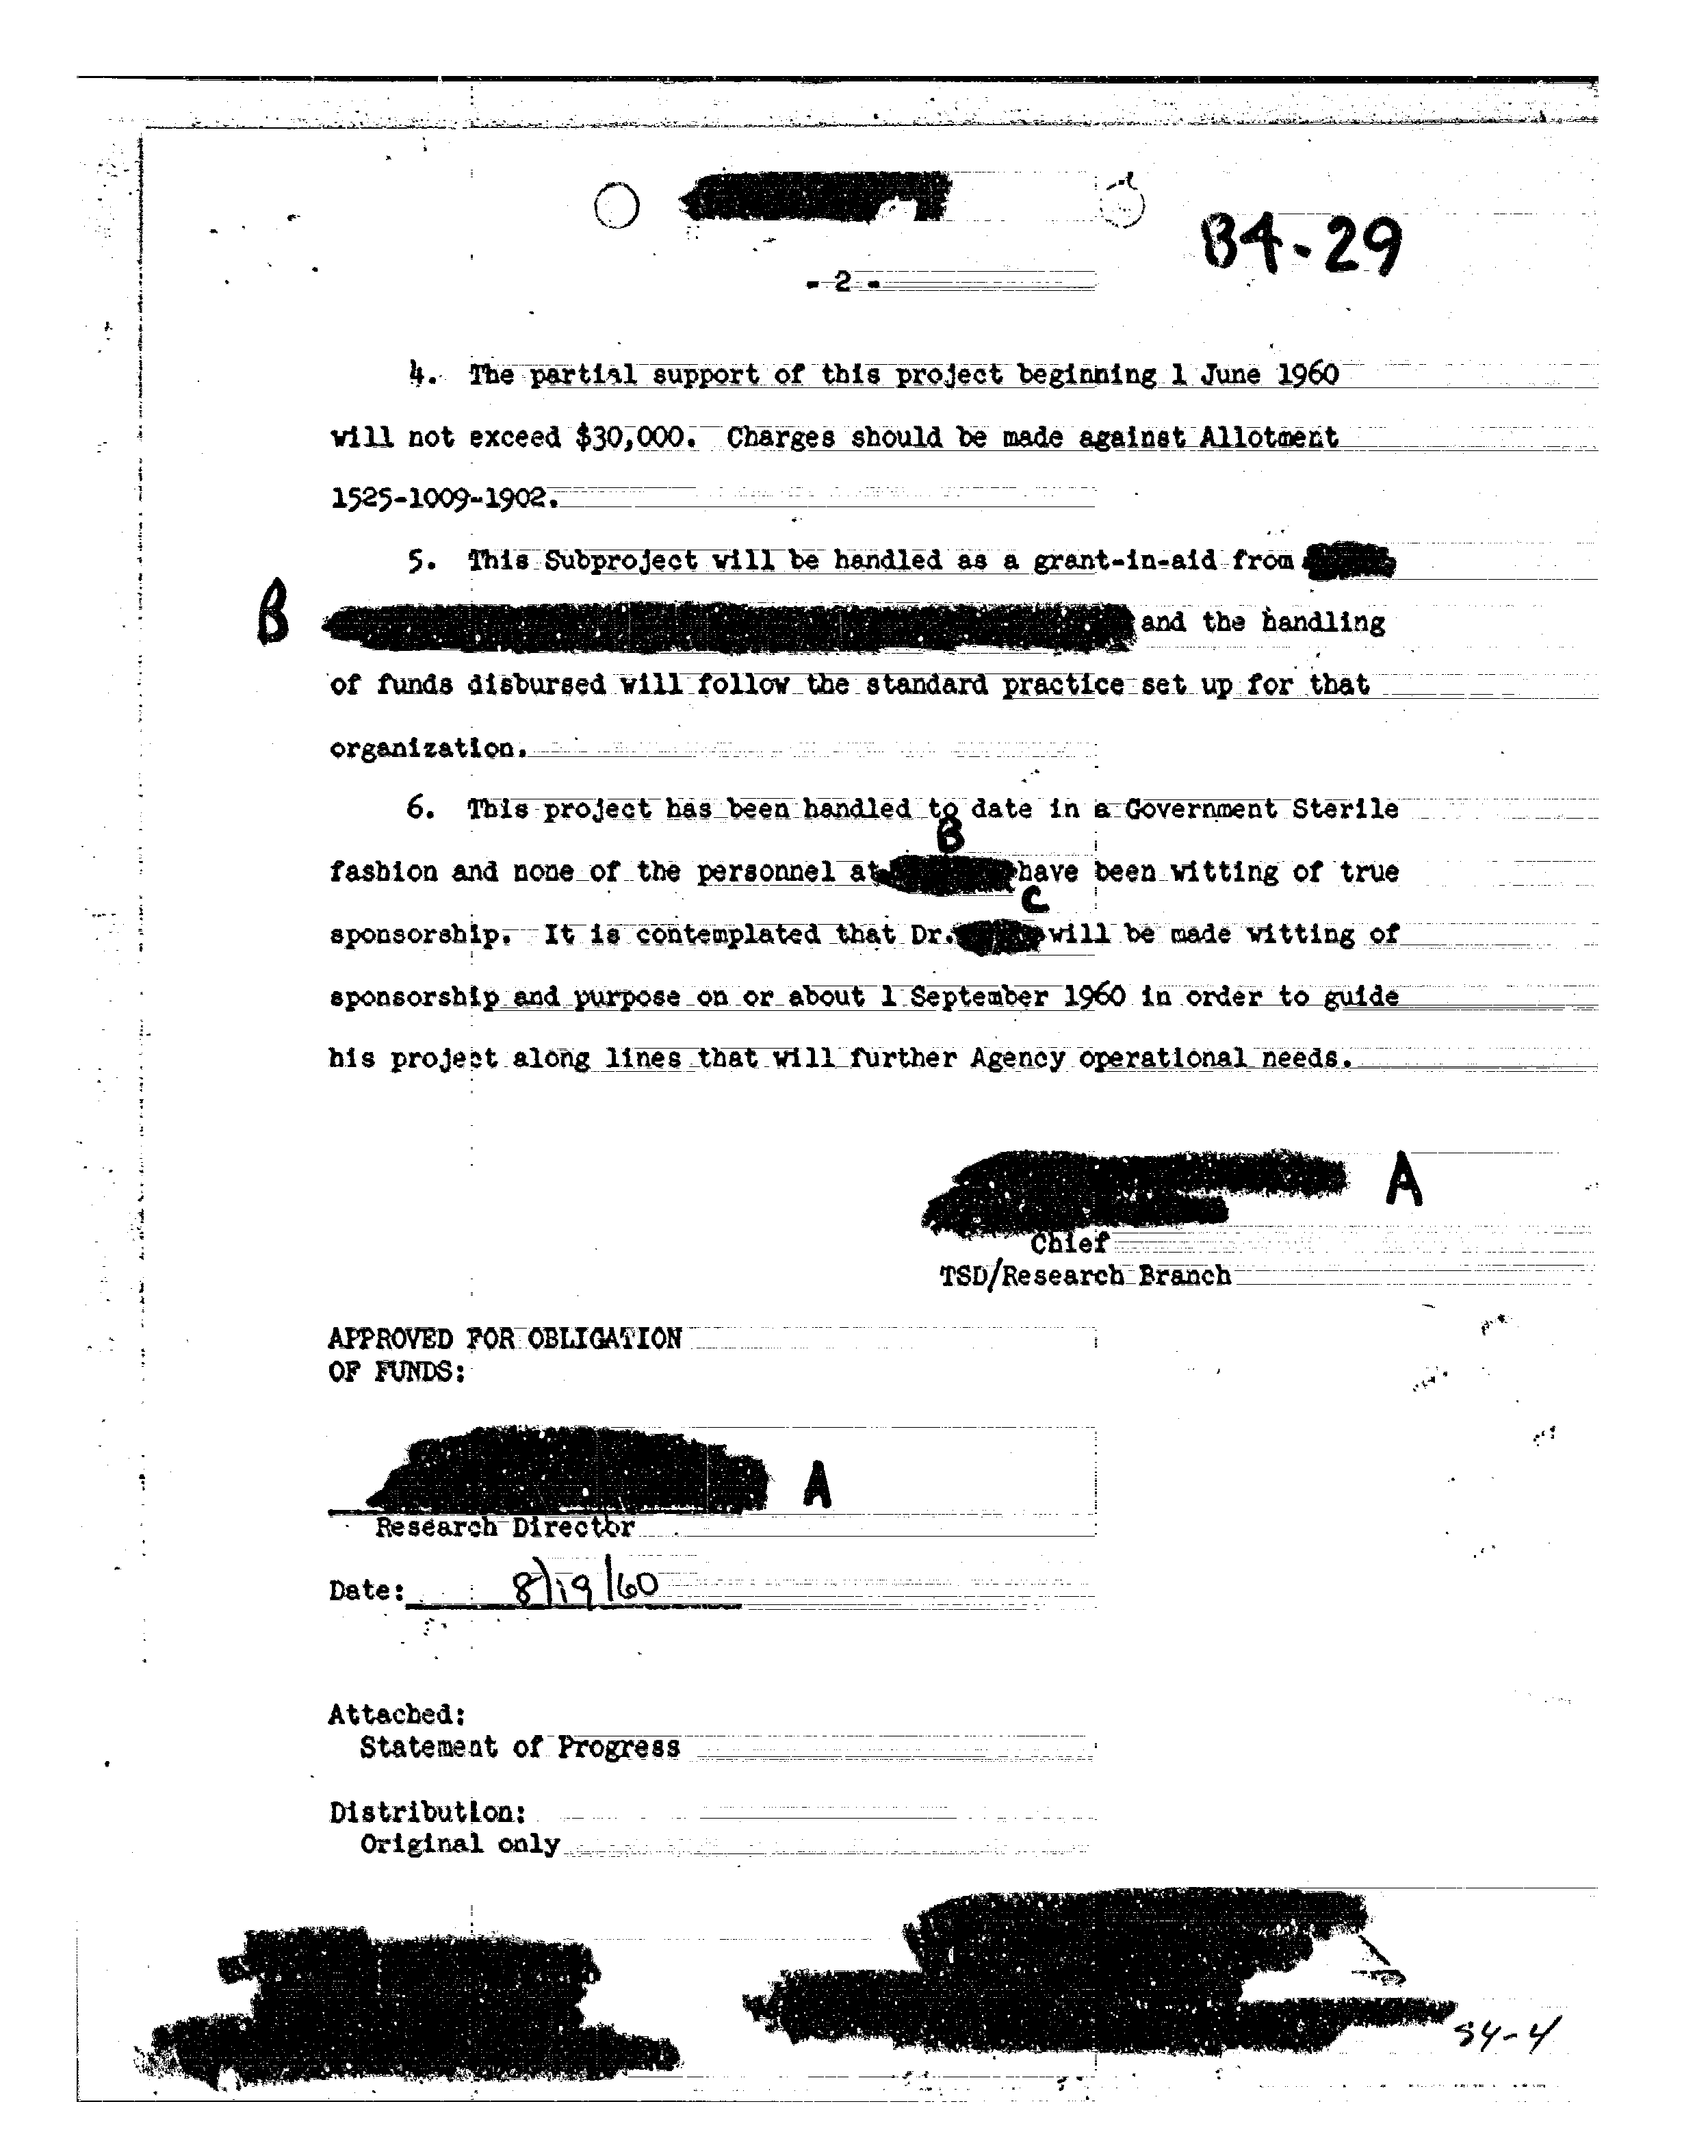 84-29
- 2 -
4. The partial support of this project beginning 1 June 1960
will not exceed $30,000. Charges should be made against Allotment
1525-1009-1902.
5. This Subproject will be handled as a grant-in-aid from
B and the handling
of funds disbursed will follow the standard practice set up for that
organization.
6. This project has been handled to date in a Government Sterile
B
fashion and none of the personnel at have been witting of true
C
sponsorship. It is contemplated that Dr. will be made witting of
sponsorship and purpose on or about 1 September 1960 in order to guide
his project along lines that will further Agency operational needs.
A
Chief
TSD/Research Branch
APPROVED FOR OBLIGATION
OF FUNDS:
A
Research Director
Date: 8/19/60
Attached:
Statement of Progress
Distribution:
Original only
84-4